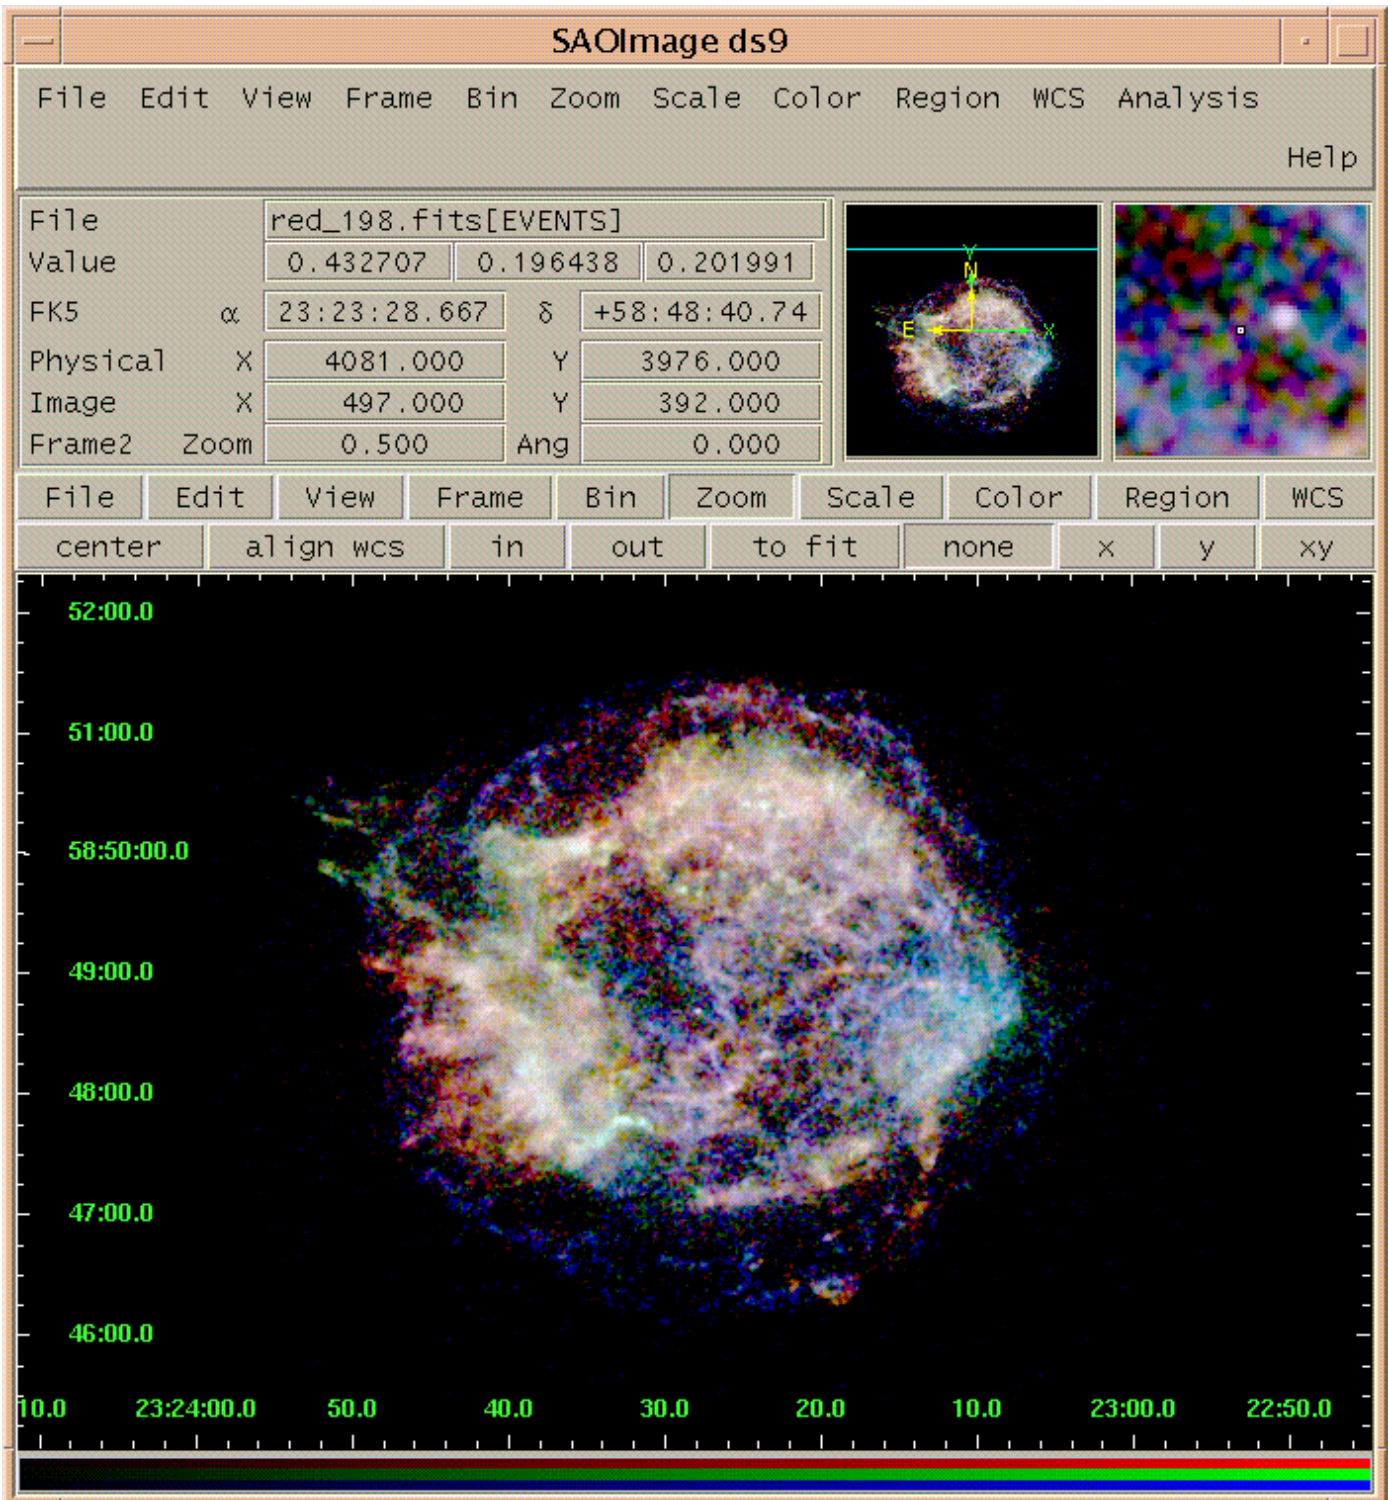 SAOImage ds9
File Edit View Frame Bin Zoom Scale Color Region WCS Analysis
Help
File red_198.fits[EVENTS]
Value 0.432707 0.196438 0.201991
FK5 α 23:23:28.667 δ +58:48:40.74
Physical X 4081.000 Y 3976.000
Image X 497.000 Y 392.000
Frame2 Zoom 0.500 Ang 0.000
Y
N
E X
File Edit View Frame Bin Zoom Scale Color Region WCS
center align wcs in out to fit none x y xy
52:00.0
51:00.0
58:50:00.0
49:00.0
48:00.0
47:00.0
46:00.0
10.0 23:24:00.0 50.0 40.0 30.0 20.0 10.0 23:00.0 22:50.0